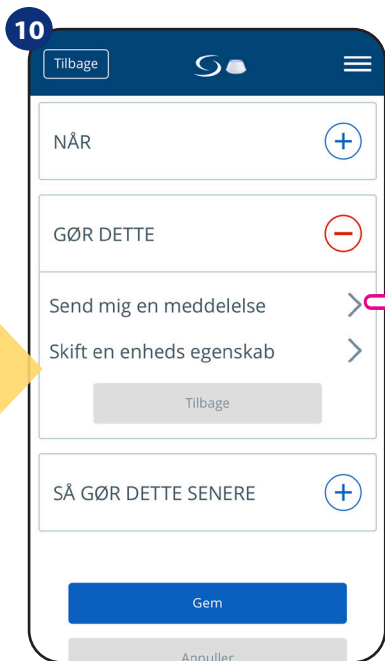 10
Tilbage
NÅR
GØR DETTE
Send mig en meddelelse
Skift en enheds egenskab
Tilbage
SÅ GØR DETTE SENERE
Gem
Annuller